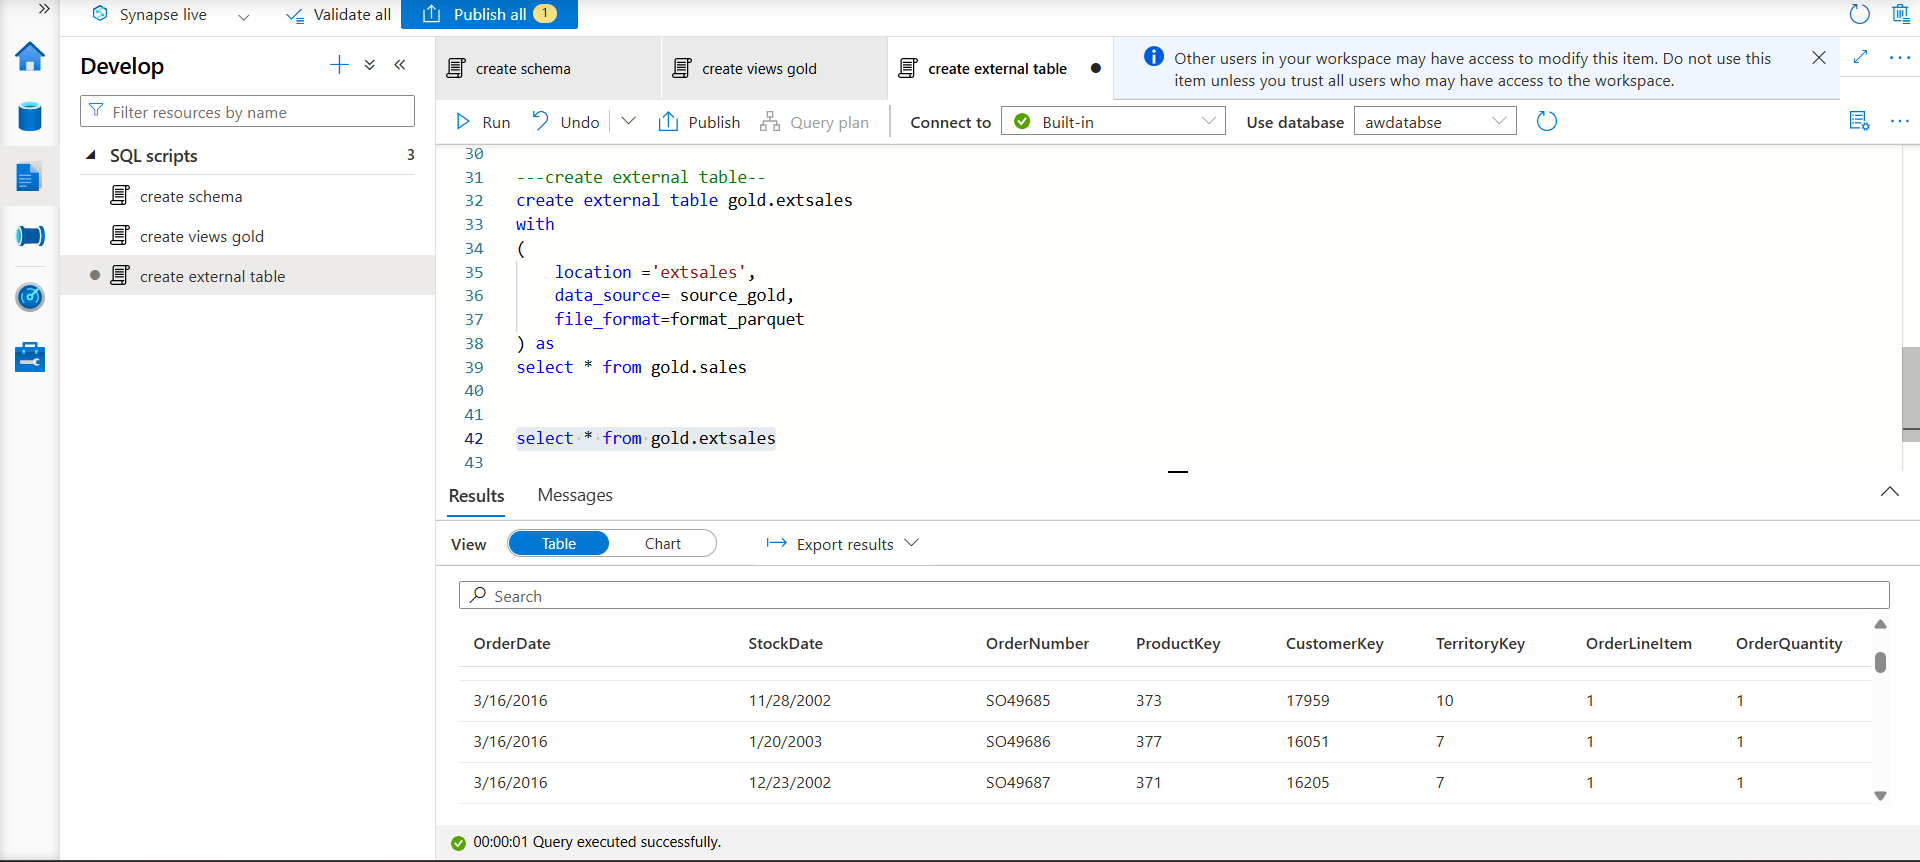 Synapse live
Validate all
Publish all 1
Develop
Filter resources by name
SQL scripts 3
create schema
create views gold
create external table
create schema
create views gold
create external table
Other users in your workspace may have access to modify this item. Do not use this
item unless you trust all users who may have access to the workspace.
Run Undo Publish Query plan Connect to Built-in Use database awdatabse
30
31 ---create external table--
32 create external table gold.extsales
33 with
34 (
35 location ='extsales',
36 data_source= source_gold,
37 file_format=format_parquet
38 ) as
39 select * from gold.sales
40
41
42 select * from gold.extsales
43
Results Messages
View Table Chart Export results
Search
OrderDate StockDate OrderNumber ProductKey CustomerKey TerritoryKey OrderLineItem OrderQuantity
3/16/2016 11/28/2002 SO49685 373 17959 10 1 1
3/16/2016 1/20/2003 SO49686 377 16051 7 1 1
3/16/2016 12/23/2002 SO49687 371 16205 7 1 1
00:00:01 Query executed successfully.